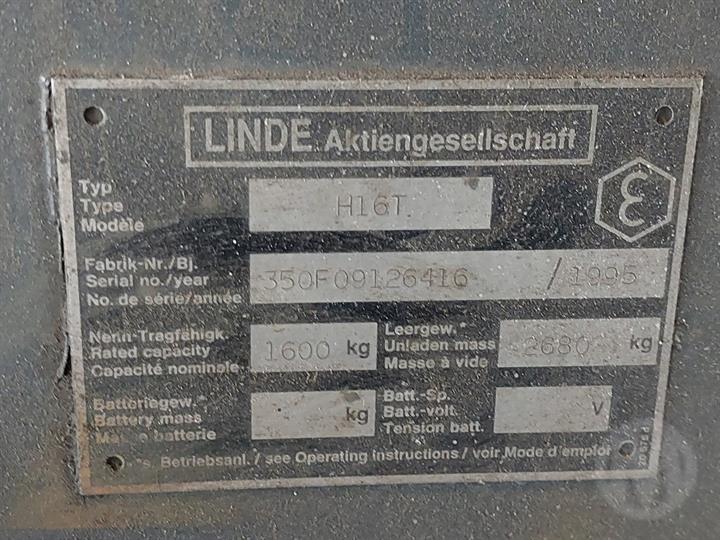 LINDE Aktiengesellschaft
Typ
Type
Modèle
H16T
ε
Fabrik-Nr./Bj.
Serial no./year
No. de série/année
350F09126416 / 1995
Nenn-Tragfähigk.
Rated capacity
Capacité nominale
1600 kg
Leergew.*
Unladen mass
Masse à vide
2680 kg
Batteriegew.*
Battery mass
batterie
kg
Batt.-Sp.
Batt.-volt.
Tension batt.
V
s. Betriebsanl. / see Operating instructions / voir Mode d'emploi